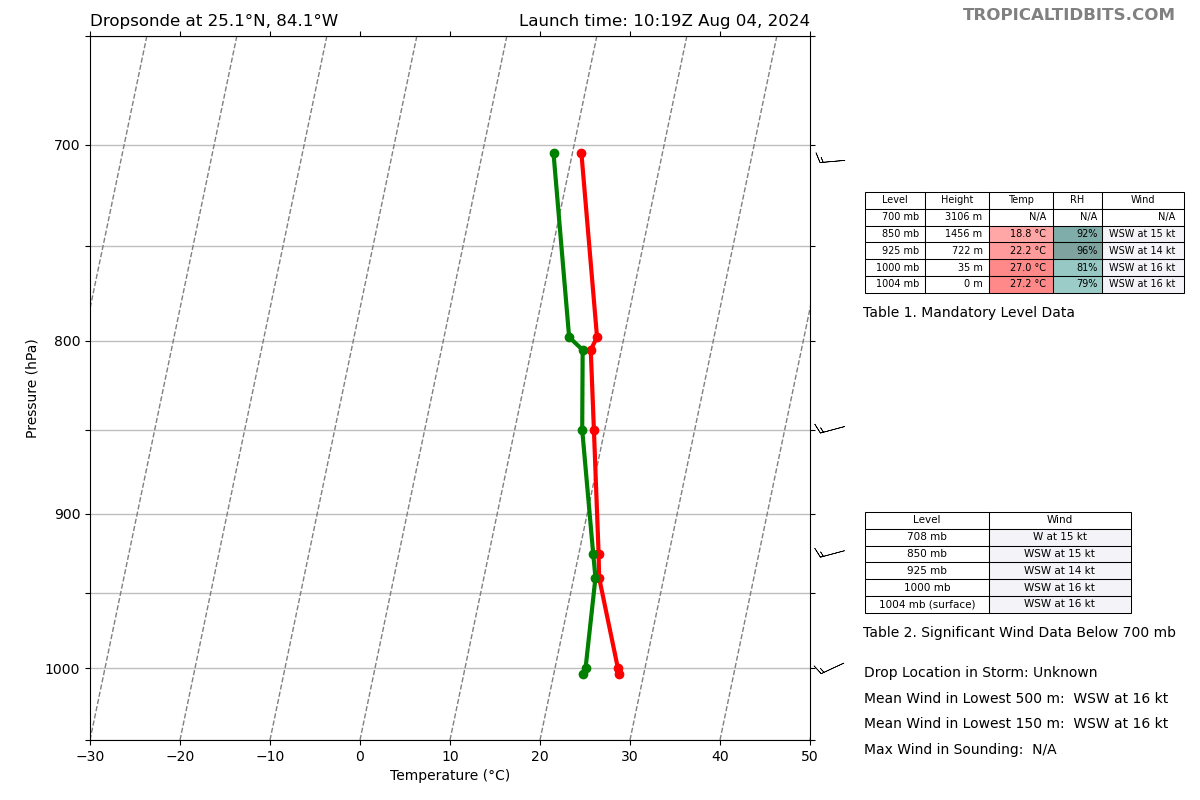 Dropsonde at 25.1°N, 84.1°W
Launch time: 10:19Z Aug 04, 2024
TROPICALTIDBITS.COM
Pressure (hPa)
700
800
900
1000
−30 −20 −10 0 10 20 30 40 50
Temperature (°C)
Level Height Temp RH Wind
700 mb 3106 m N/A N/A N/A
850 mb 1456 m 18.8 °C 92% WSW at 15 kt
925 mb 722 m 22.2 °C 96% WSW at 14 kt
1000 mb 35 m 27.0 °C 81% WSW at 16 kt
1004 mb 0 m 27.2 °C 79% WSW at 16 kt
Table 1. Mandatory Level Data
Level Wind
708 mb W at 15 kt
850 mb WSW at 15 kt
925 mb WSW at 14 kt
1000 mb WSW at 16 kt
1004 mb (surface) WSW at 16 kt
Table 2. Significant Wind Data Below 700 mb
Drop Location in Storm: Unknown
Mean Wind in Lowest 500 m: WSW at 16 kt
Mean Wind in Lowest 150 m: WSW at 16 kt
Max Wind in Sounding: N/A